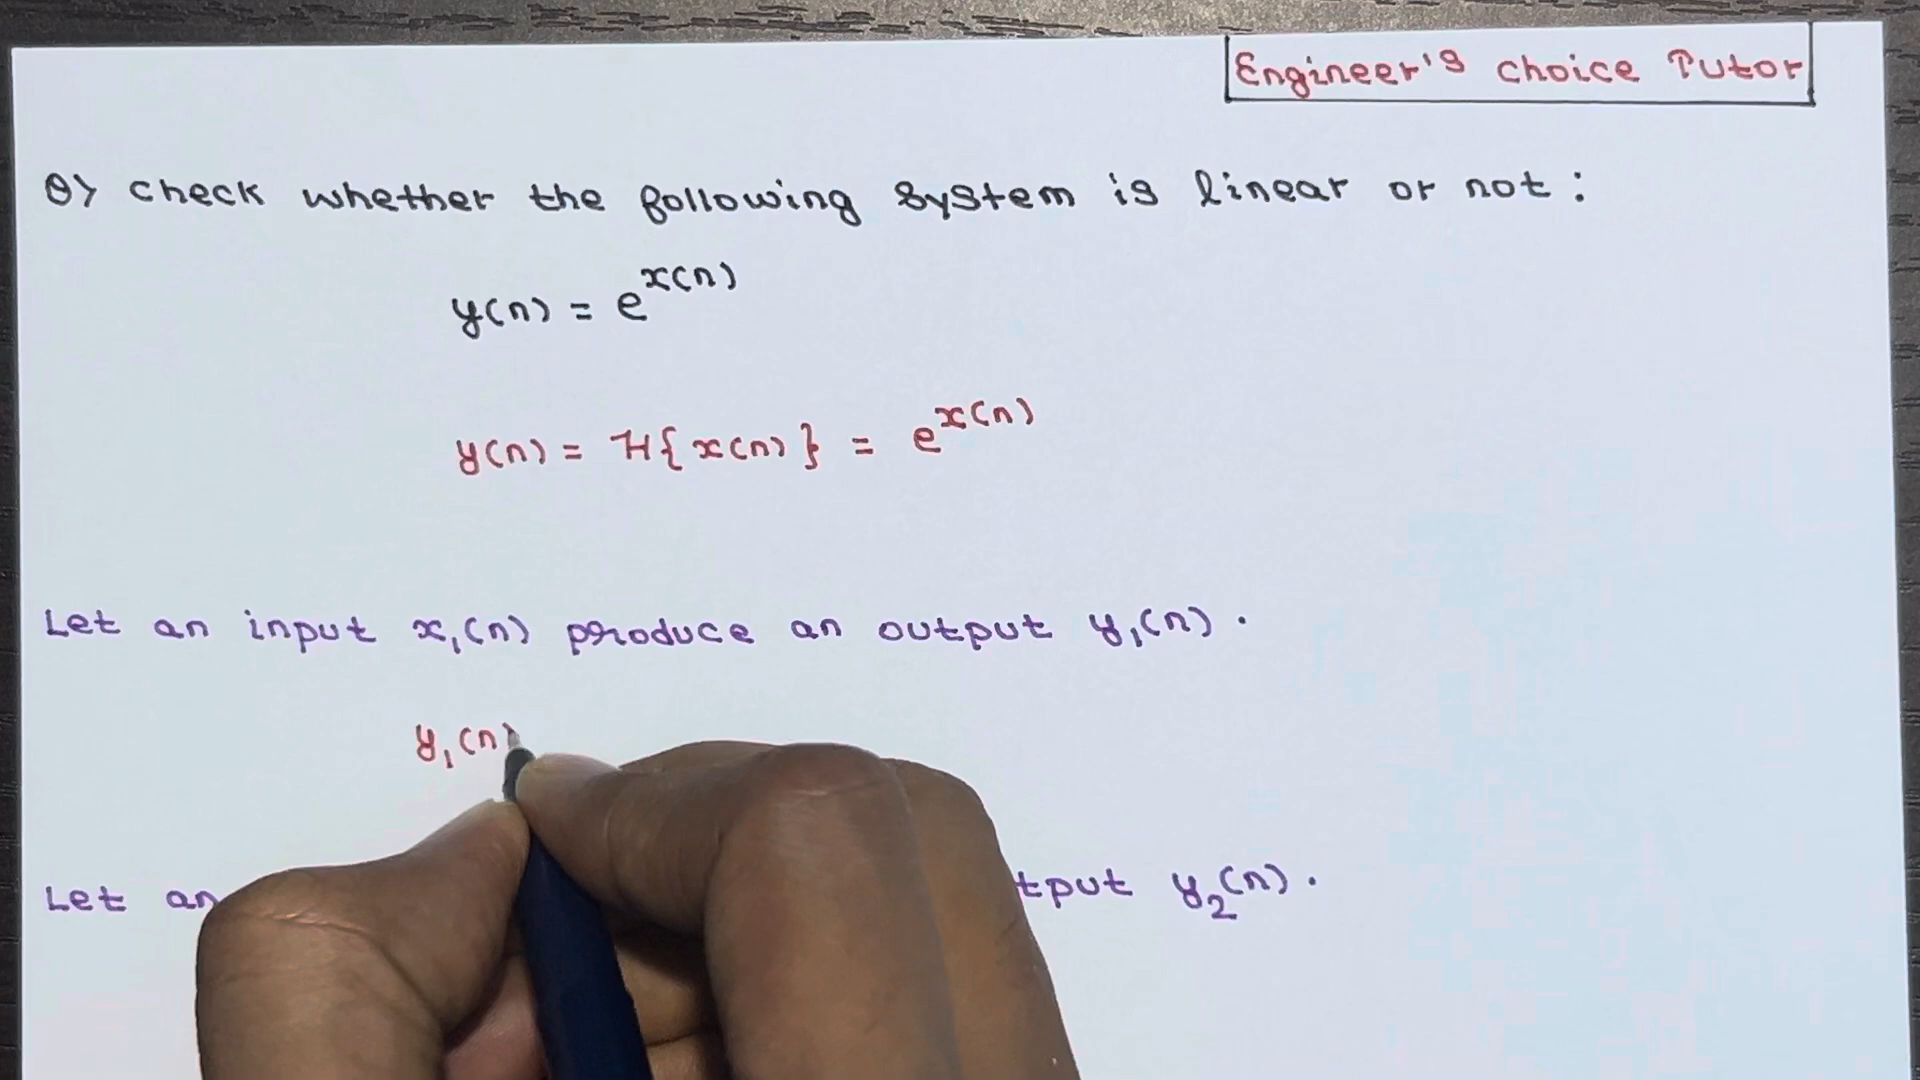 Engineer's choice Tutor
Q) check whether the following system is linear or not :
y(n) = e^x(n)
y(n) = H{x(n)} = e^x(n)
Let an input x₁(n) produce an output y₁(n).
y₁(n)
Let an tput y₂(n).